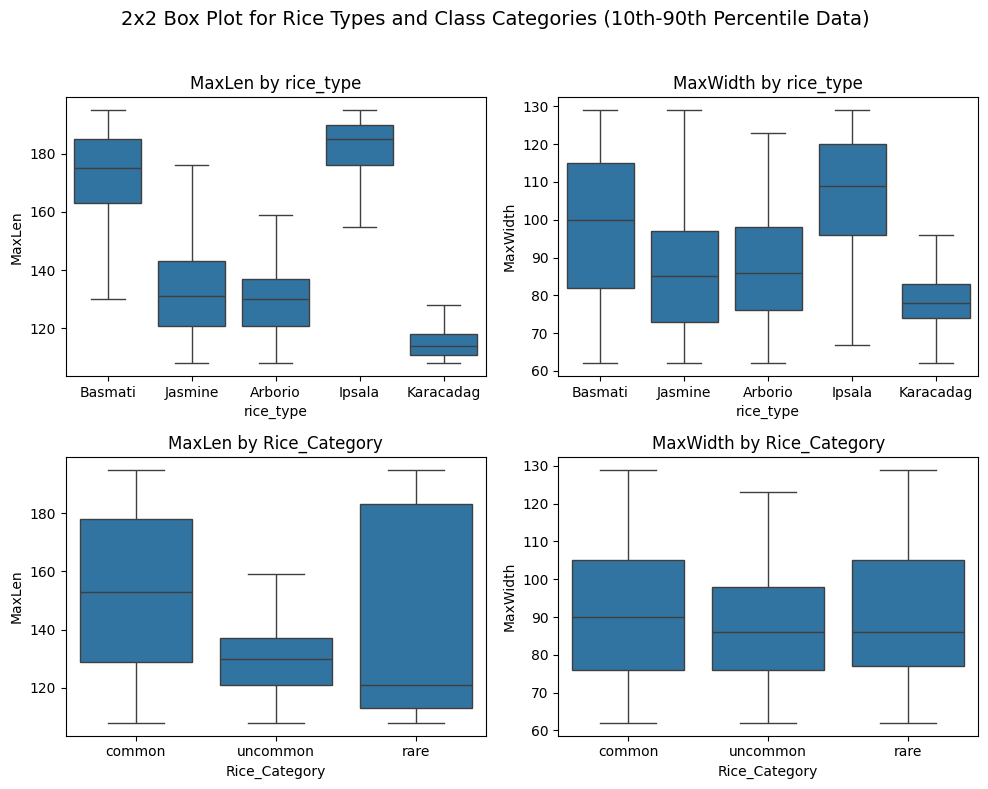 2x2 Box Plot for Rice Types and Class Categories (10th-90th Percentile Data)
MaxLen by rice_type
MaxLen
180
160
140
120
Basmati Jasmine Arborio Ipsala Karacadag
rice_type
MaxWidth by rice_type
MaxWidth
130
120
110
100
90
80
70
60
Basmati Jasmine Arborio Ipsala Karacadag
rice_type
MaxLen by Rice_Category
MaxLen
180
160
140
120
common uncommon rare
Rice_Category
MaxWidth by Rice_Category
MaxWidth
130
120
110
100
90
80
70
60
common uncommon rare
Rice_Category